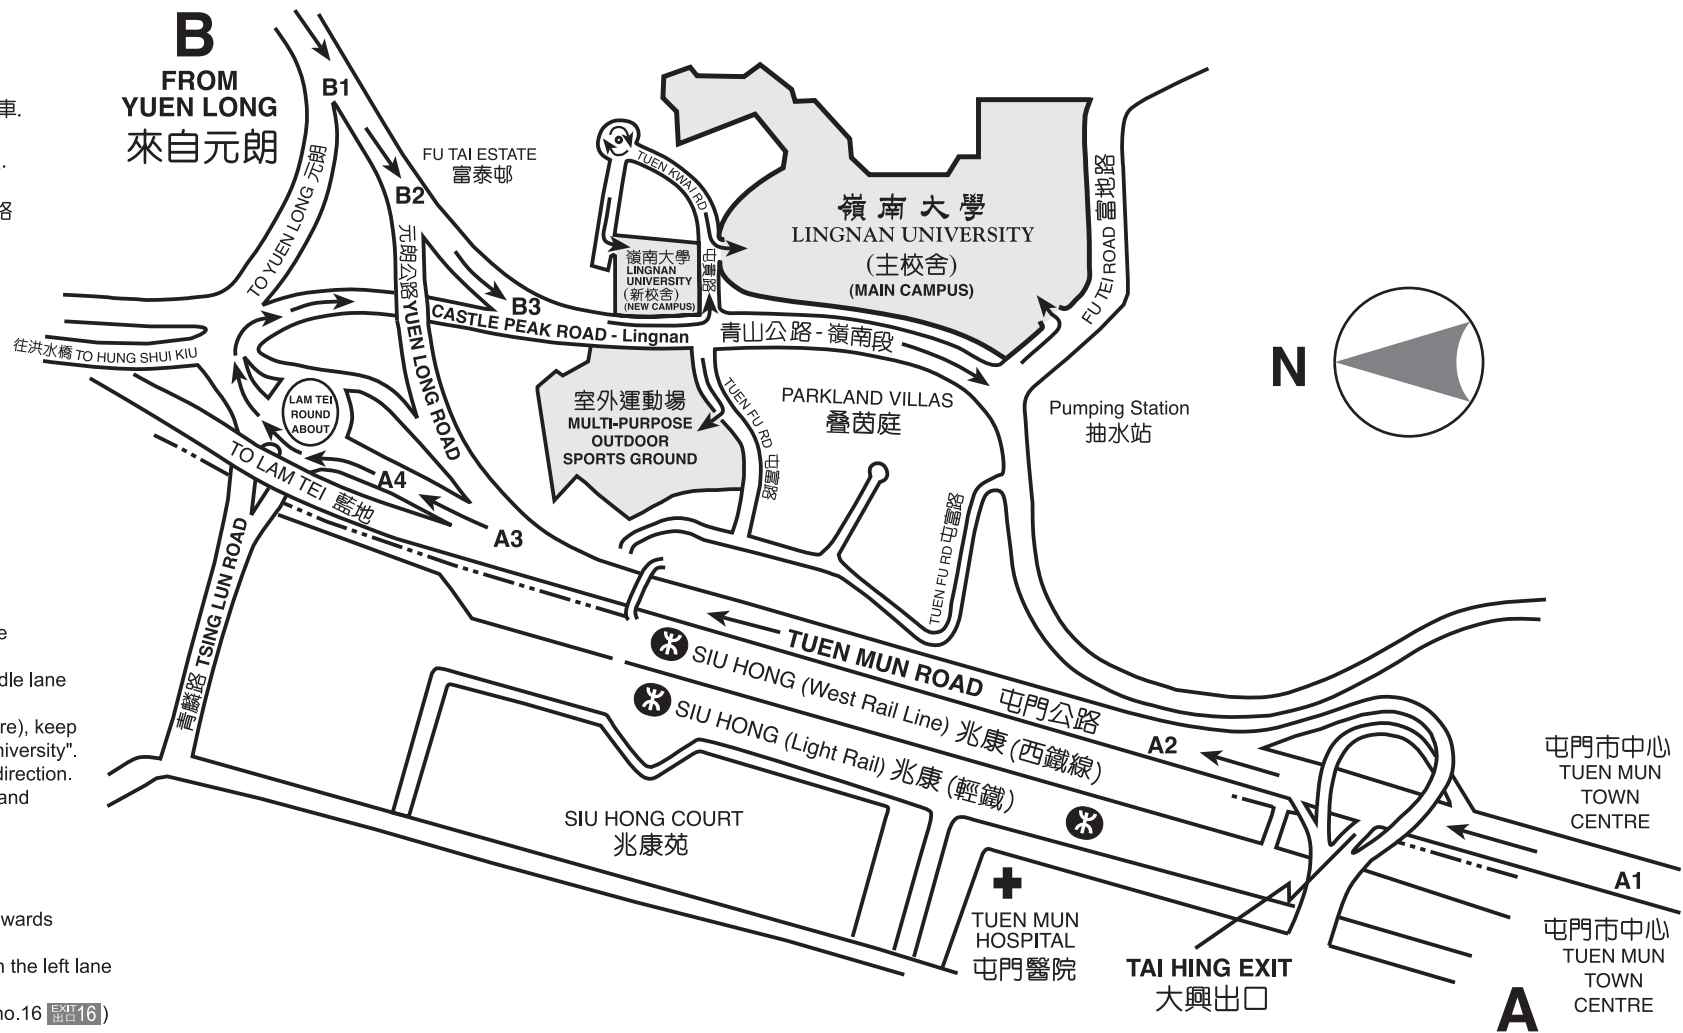 車.
路
e
dle lane
re), keep
niversity".
direction.
and
wards
n the left lane
no.16 EXIT 出口 16 )
B
FROM
YUEN LONG
來自元朗
B1
B2
B3
FU TAI ESTATE
富泰邨
TO YUEN LONG 元朗
元朗公路 YUEN LONG ROAD
往洪水橋 TO HUNG SHUI KIU
LAM TEI
ROUND
ABOUT
TO LAM TEI 藍地
A4
A3
青麟路 TSING LUN ROAD
CASTLE PEAK ROAD - Lingnan
青山公路 - 嶺南段
TUEN KWAI RD
屯貴路
嶺南大學
LINGNAN
UNIVERSITY
(新校舍)
(NEW CAMPUS)
嶺南大學
LINGNAN UNIVERSITY
(主校舍)
(MAIN CAMPUS)
FU TEI ROAD 富地路
室外運動場
MULTI-PURPOSE
OUTDOOR
SPORTS GROUND
TUEN FU RD 屯富路
PARKLAND VILLAS
叠茵庭
TUEN FU RD 屯富路
Pumping Station
抽水站
N
TUEN MUN ROAD 屯門公路
SIU HONG (West Rail Line) 兆康 (西鐵線)
SIU HONG (Light Rail) 兆康 (輕鐵)
A2
SIU HONG COURT
兆康苑
TUEN MUN
HOSPITAL
屯門醫院
TAI HING EXIT
大興出口
屯門市中心
TUEN MUN
TOWN
CENTRE
A1
屯門市中心
TUEN MUN
TOWN
CENTRE
A